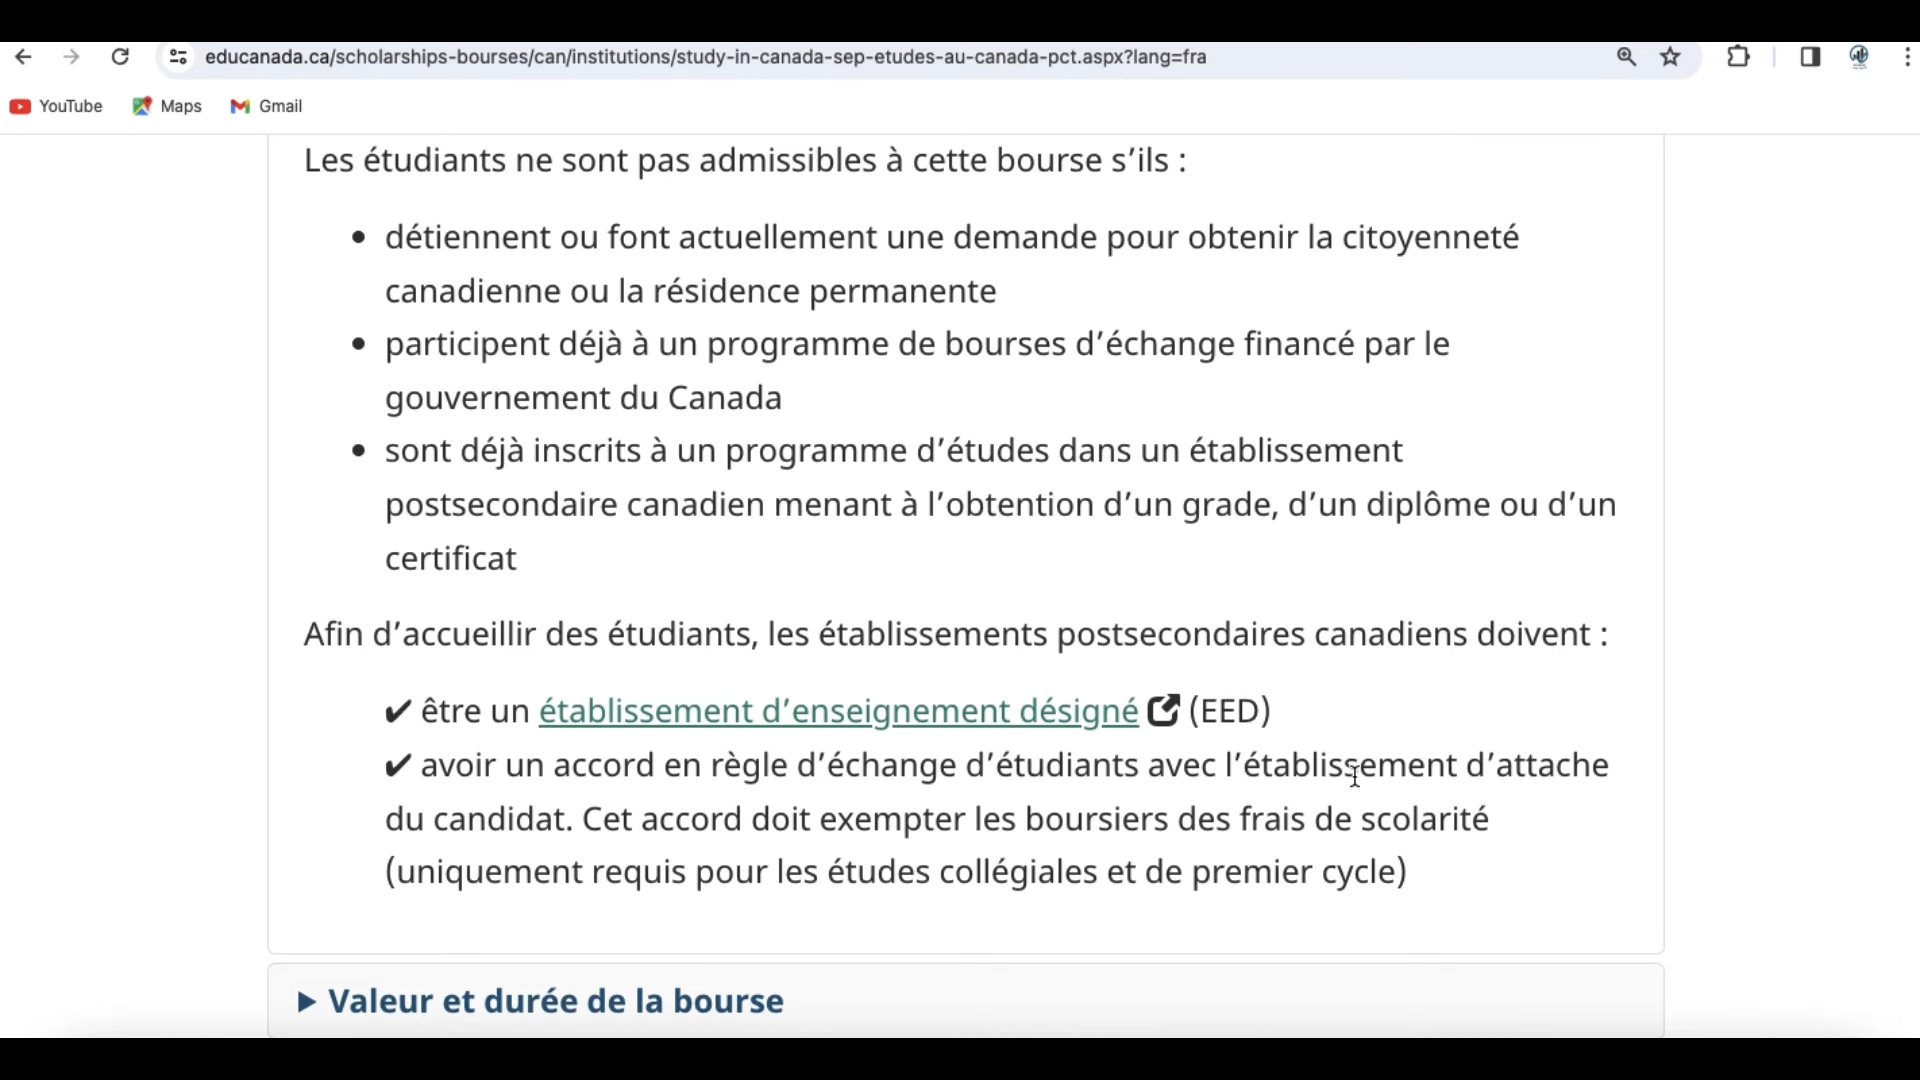 educanada.ca/scholarships-bourses/can/institutions/study-in-canada-sep-etudes-au-canada-pct.aspx?lang=fra
YouTube Maps Gmail
Les étudiants ne sont pas admissibles à cette bourse s’ils :
• détiennent ou font actuellement une demande pour obtenir la citoyenneté
canadienne ou la résidence permanente
• participent déjà à un programme de bourses d’échange financé par le
gouvernement du Canada
• sont déjà inscrits à un programme d’études dans un établissement
postsecondaire canadien menant à l’obtention d’un grade, d’un diplôme ou d’un
certificat
Afin d’accueillir des étudiants, les établissements postsecondaires canadiens doivent :
✔ être un établissement d’enseignement désigné (EED)
✔ avoir un accord en règle d’échange d’étudiants avec l’établissement d’attache
du candidat. Cet accord doit exempter les boursiers des frais de scolarité
(uniquement requis pour les études collégiales et de premier cycle)
▶ Valeur et durée de la bourse